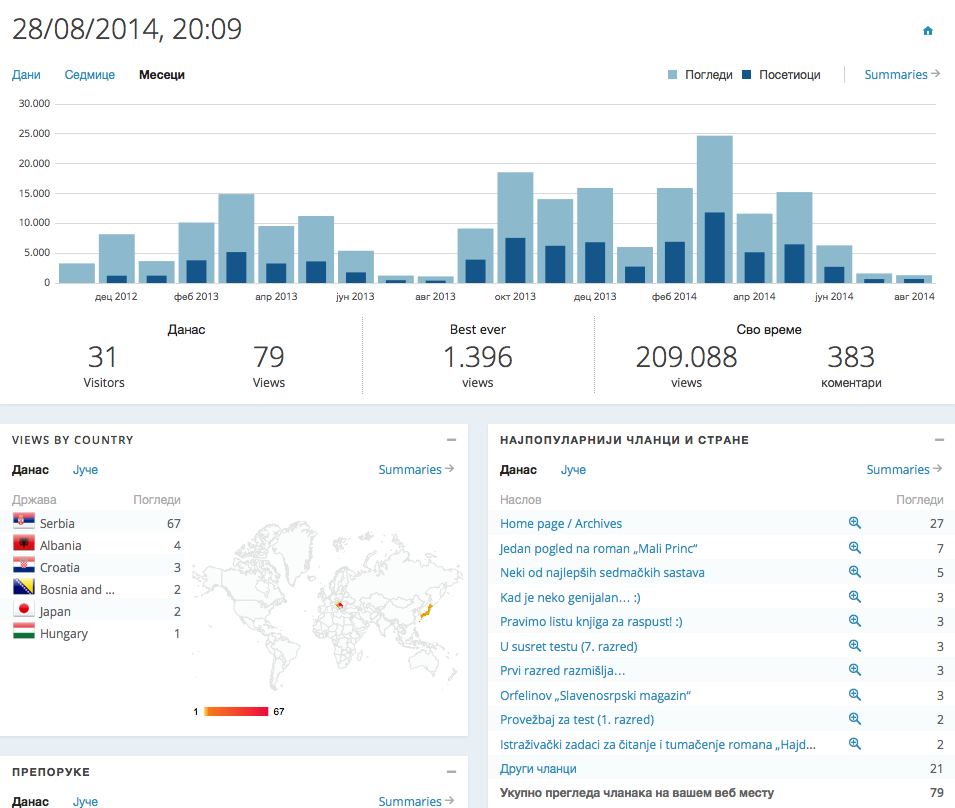 28/08/2014, 20:09
Дани Седмице Месеци
Погледи Посетиоци Summaries
30.000
25.000
20.000
15.000
10.000
5.000
0
дец 2012 феб 2013 апр 2013 јун 2013 авг 2013 окт 2013 дец 2013 феб 2014 апр 2014 јун 2014 авг 2014
Данас
31 79
Visitors Views
Best ever
1.396
views
Сво време
209.088 383
views коментари
VIEWS BY COUNTRY
Данас Јуче Summaries
Држава Погледи
Serbia 67
Albania 4
Croatia 3
Bosnia and ... 2
Japan 2
Hungary 1
1 67
ПРЕПОРУКЕ
Данас Јуче Summaries
НАЈПОПУЛАРНИЈИ ЧЛАНЦИ И СТРАНЕ
Данас Јуче Summaries
Наслов Погледи
Home page / Archives 27
Jedan pogled na roman „Mali Princ“ 7
Neki od najlepših sedmačkih sastava 5
Kad je neko genijalan… :) 3
Pravimo listu knjiga za raspust! :) 3
U susret testu (7. razred) 3
Prvi razred razmišlja… 3
Orfelinov „Slavenosrpski magazin“ 3
Provežbaj za test (1. razred) 2
Istraživački zadaci za čitanje i tumačenje romana „Hajd... 2
Други чланци 21
Укупно прегледа чланака на вашем веб месту 79